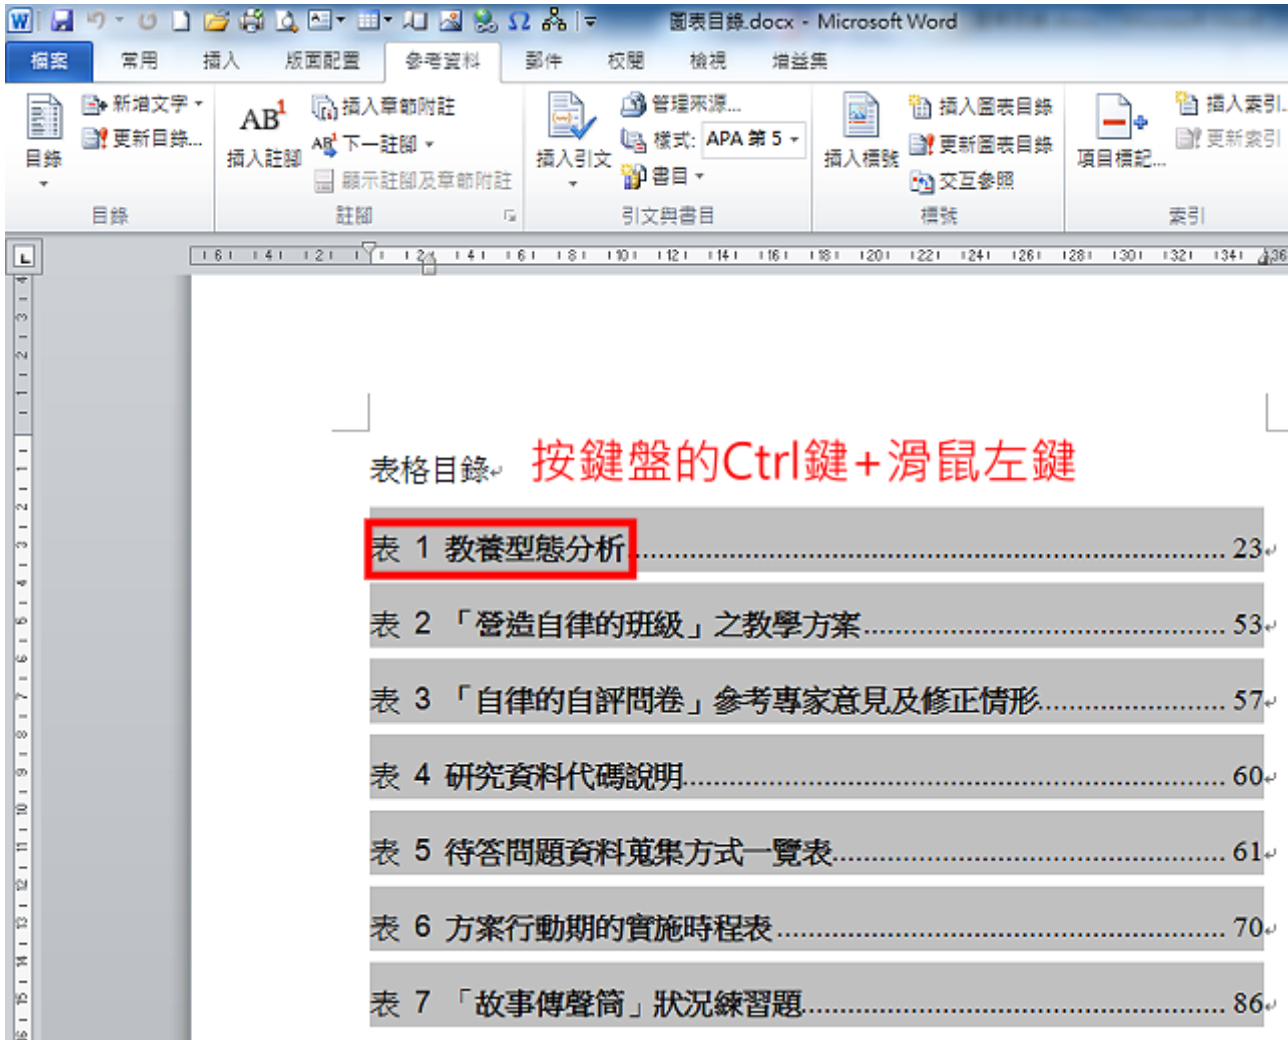 圖表目錄.docx - Microsoft Word
檔案 常用 插入 版面配置 參考資料 郵件 校閱 檢視 增益集
目錄
新增文字
更新目錄...
目錄
AB1
插入註腳
插入章節附註
AB1 下一註腳
顯示註腳及章節附註
註腳
插入引文
管理來源...
樣式: APA 第 5
書目
引文與書目
插入標號
插入圖表目錄
更新圖表目錄
交互參照
標號
項目標記...
插入索引...
更新索引
索引
表格目錄
按鍵盤的Ctrl鍵+滑鼠左鍵
表 1 教養型態分析.......... 23
表 2 「營造自律的班級」之教學方案.......... 53
表 3 「自律的自評問卷」參考專家意見及修正情形.......... 57
表 4 研究資料代碼說明.......... 60
表 5 待答問題資料蒐集方式一覽表.......... 61
表 6 方案行動期的實施時程表.......... 70
表 7 「故事傳聲筒」狀況練習題.......... 86